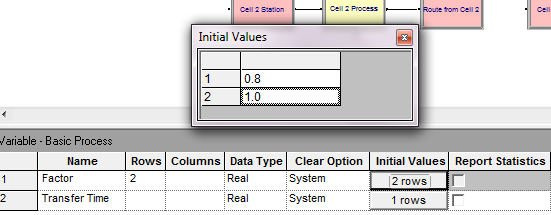 Cell 2 Station
Cell 2 Process
Route from Cell 2
Cell
Initial Values
1 0.8
2 1.0
Variable - Basic Process
Name Rows Columns Data Type Clear Option Initial Values Report Statistics
1 Factor 2 Real System 2 rows
2 Transfer Time Real System 1 rows